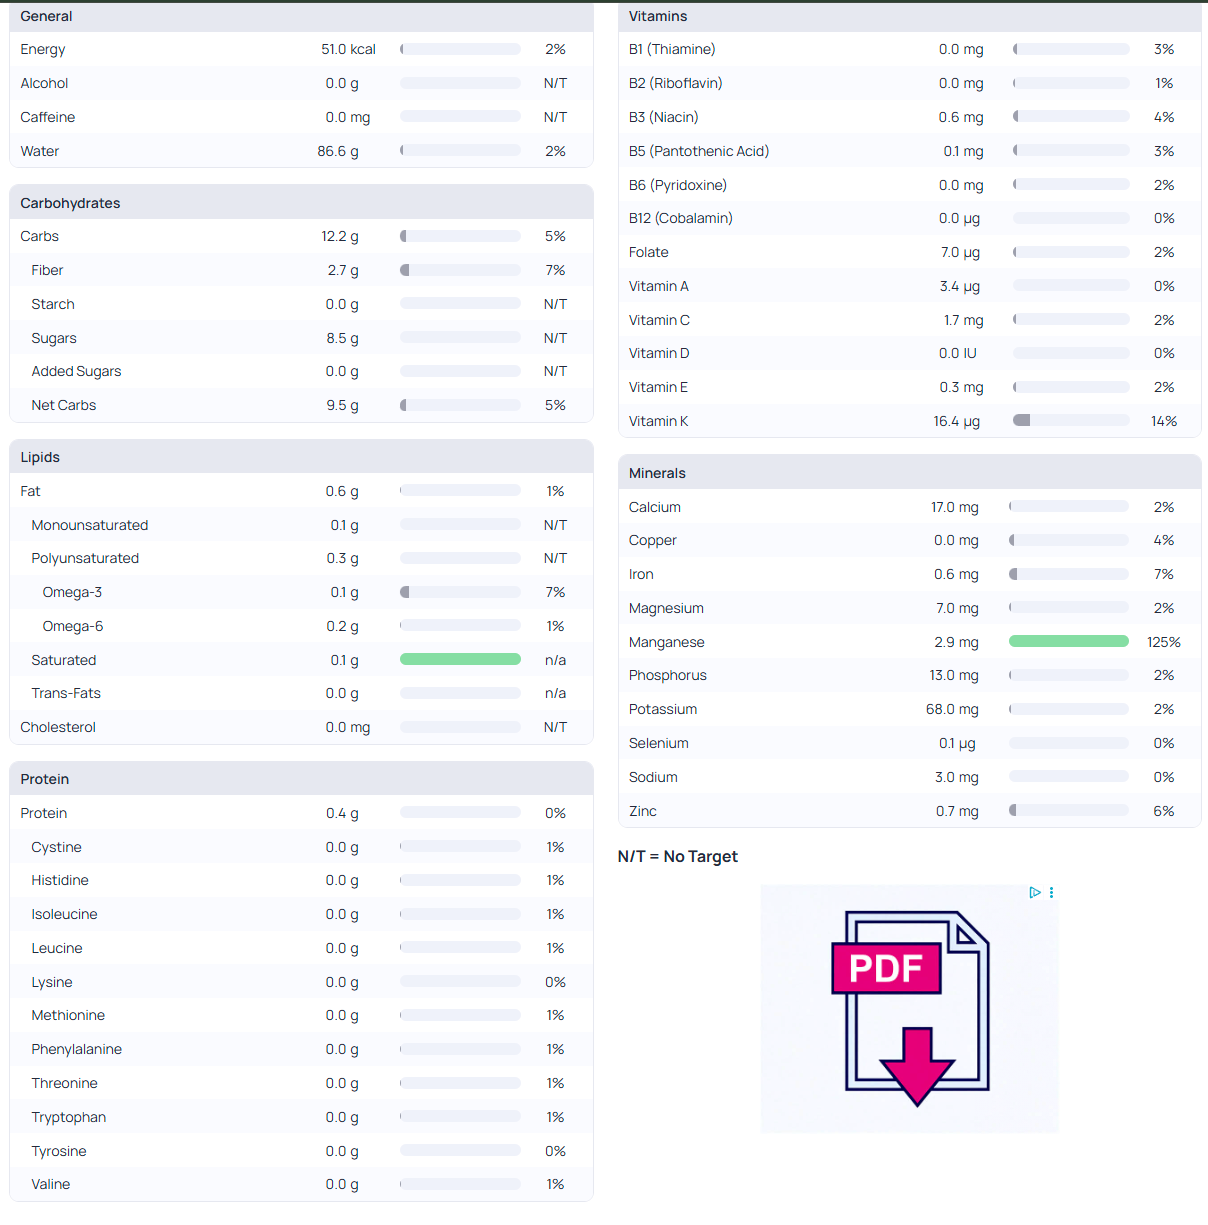 General
Energy 51.0 kcal 2%
Alcohol 0.0 g N/T
Caffeine 0.0 mg N/T
Water 86.6 g 2%
Carbohydrates
Carbs 12.2 g 5%
Fiber 2.7 g 7%
Starch 0.0 g N/T
Sugars 8.5 g N/T
Added Sugars 0.0 g N/T
Net Carbs 9.5 g 5%
Lipids
Fat 0.6 g 1%
Monounsaturated 0.1 g N/T
Polyunsaturated 0.3 g N/T
Omega-3 0.1 g 7%
Omega-6 0.2 g 1%
Saturated 0.1 g n/a
Trans-Fats 0.0 g n/a
Cholesterol 0.0 mg N/T
Protein
Protein 0.4 g 0%
Cystine 0.0 g 1%
Histidine 0.0 g 1%
Isoleucine 0.0 g 1%
Leucine 0.0 g 1%
Lysine 0.0 g 0%
Methionine 0.0 g 1%
Phenylalanine 0.0 g 1%
Threonine 0.0 g 1%
Tryptophan 0.0 g 1%
Tyrosine 0.0 g 0%
Valine 0.0 g 1%
Vitamins
B1 (Thiamine) 0.0 mg 3%
B2 (Riboflavin) 0.0 mg 1%
B3 (Niacin) 0.6 mg 4%
B5 (Pantothenic Acid) 0.1 mg 3%
B6 (Pyridoxine) 0.0 mg 2%
B12 (Cobalamin) 0.0 µg 0%
Folate 7.0 µg 2%
Vitamin A 3.4 µg 0%
Vitamin C 1.7 mg 2%
Vitamin D 0.0 IU 0%
Vitamin E 0.3 mg 2%
Vitamin K 16.4 µg 14%
Minerals
Calcium 17.0 mg 2%
Copper 0.0 mg 4%
Iron 0.6 mg 7%
Magnesium 7.0 mg 2%
Manganese 2.9 mg 125%
Phosphorus 13.0 mg 2%
Potassium 68.0 mg 2%
Selenium 0.1 µg 0%
Sodium 3.0 mg 0%
Zinc 0.7 mg 6%
N/T = No Target
PDF